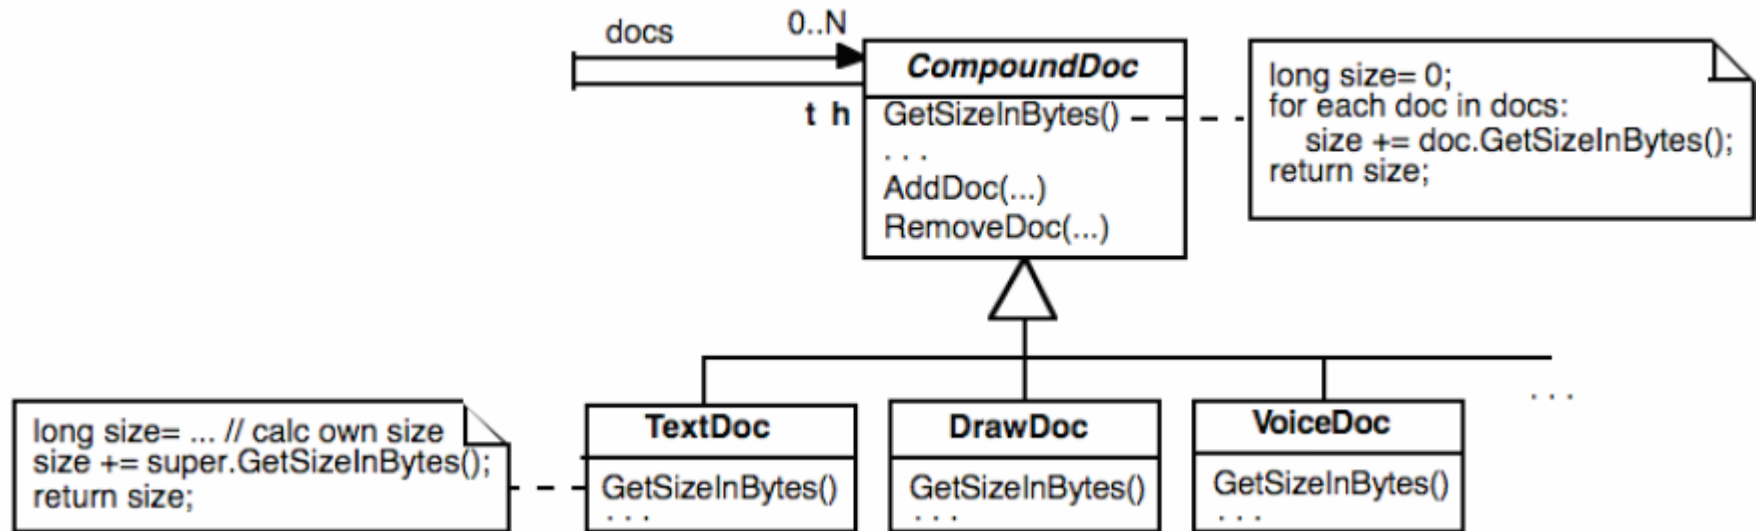 docs
0..N
CompoundDoc
t h
GetSizeInBytes()
. . .
AddDoc(...)
RemoveDoc(...)
long size= 0;
for each doc in docs:
size += doc.GetSizeInBytes();
return size;
long size= ... // calc own size
size += super.GetSizeInBytes();
return size;
TextDoc
GetSizeInBytes()
. . .
DrawDoc
GetSizeInBytes()
. . .
VoiceDoc
GetSizeInBytes()
. . .
. . .